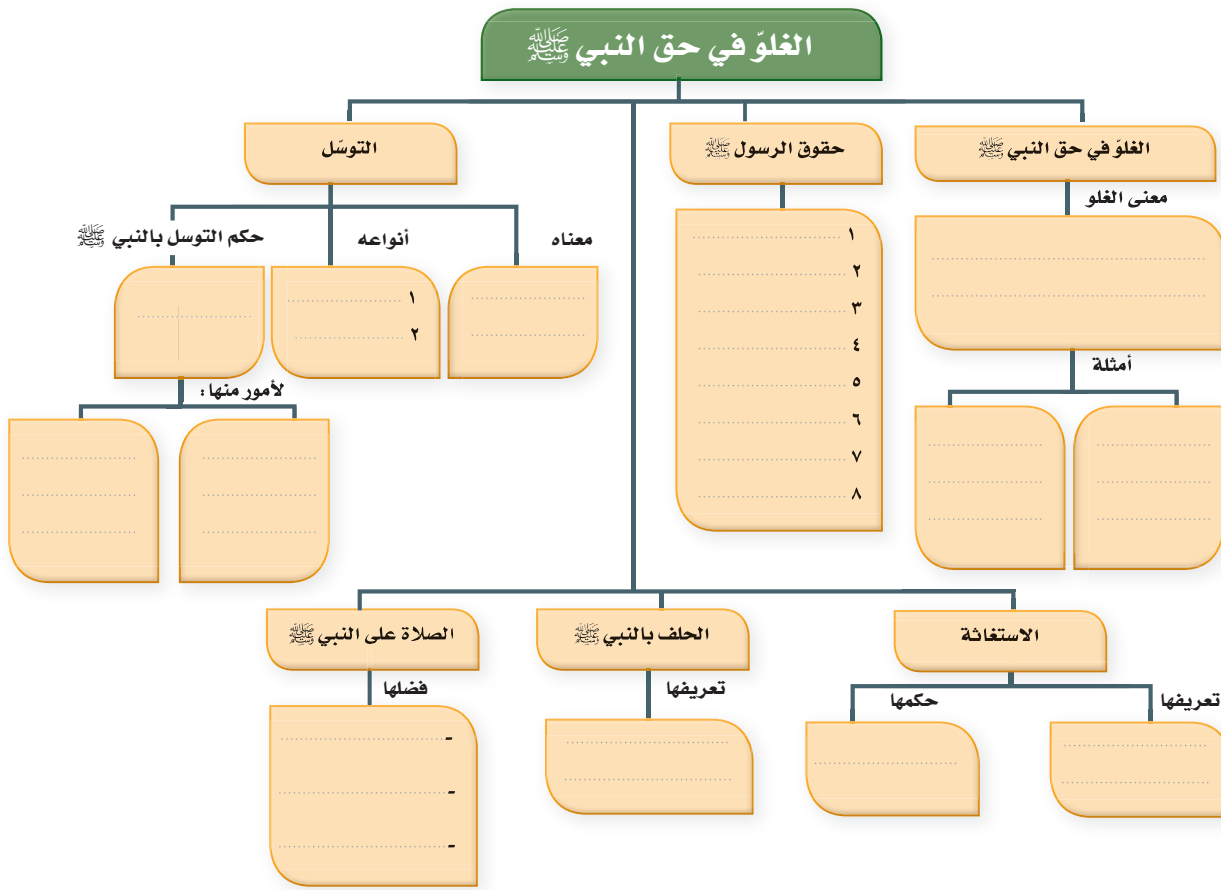 الغلوّ في حق النبي ﷺ
الغلوّ في حق النبي ﷺ
معنى الغلو
أمثلة
حقوق الرسول ﷺ
١
٢
٣
٤
٥
٦
٧
٨
التوسّل
معناه
أنواعه
١
٢
حكم التوسل بالنبي ﷺ
لأمور منها :
الاستغاثة
تعريفها
حكمها
الحلف بالنبي ﷺ
تعريفها
الصلاة على النبي ﷺ
فضلها
-
-
-